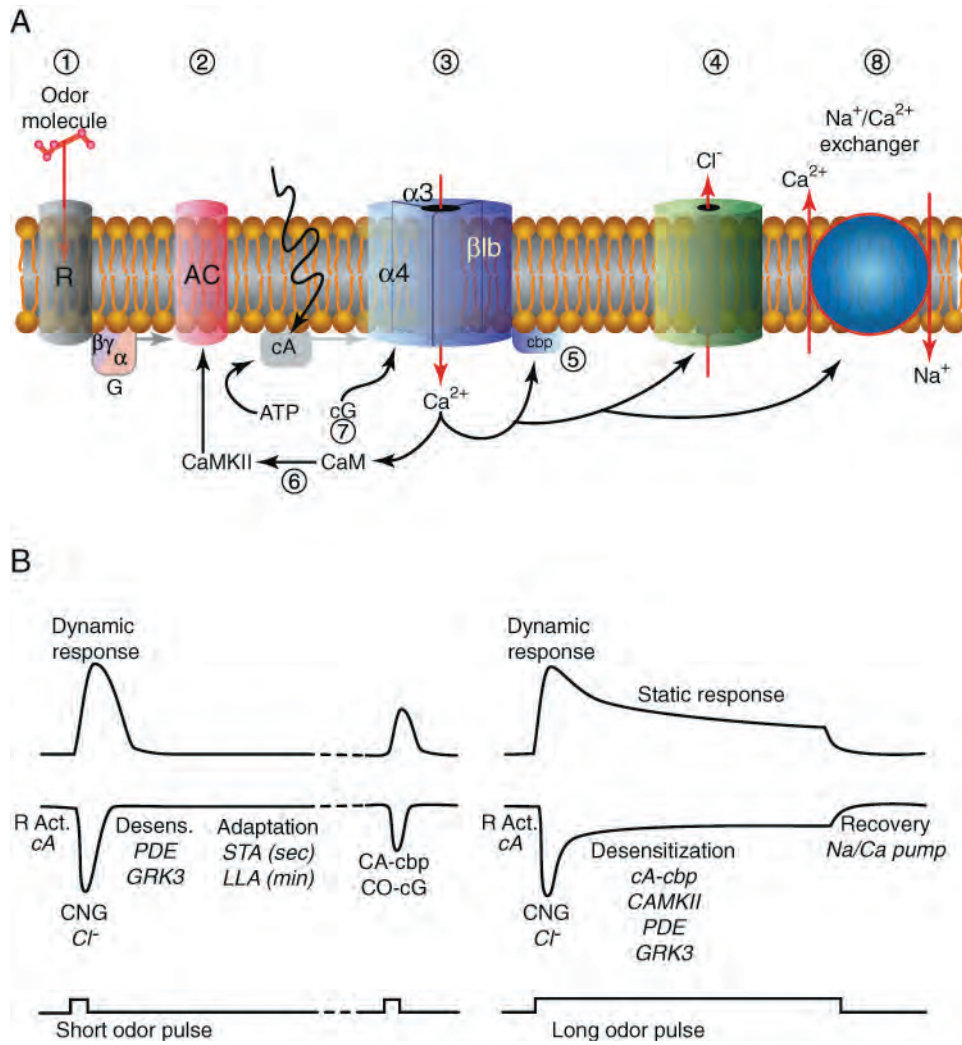 A
① ② ③ ④ ⑧
Odor
molecule
Na⁺/Ca²⁺
exchanger
Cl⁻
Ca²⁺
α3
R
AC
α4
βIb
βγ
α
G
cA
cbp
⑤
ATP
cG
⑦
Ca²⁺
Na⁺
CaMKII
⑥
CaM
B
Dynamic
response
Dynamic
response
Static response
R Act.
cA
Desens.
PDE
GRK3
Adaptation
STA (sec)
LLA (min)
CA-cbp
CO-cG
CNG
Cl⁻
R Act.
cA
Desensitization
cA-cbp
CAMKII
PDE
GRK3
Recovery
Na/Ca pump
CNG
Cl⁻
Short odor pulse
Long odor pulse